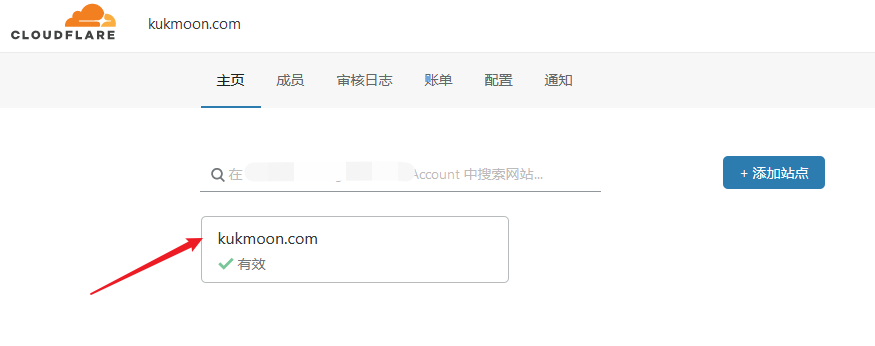 CLOUDFLARE
kukmoon.com
主页 成员 审核日志 账单 配置 通知
在 Account 中搜索网站...
+ 添加站点
kukmoon.com
有效